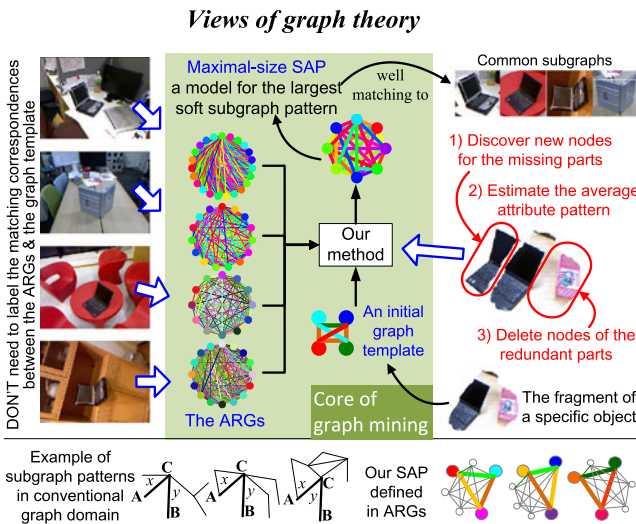 Views of graph theory
DON'T need to label the matching correspondences
between the ARGs & the graph template
Maximal-size SAP
a model for the largest
soft subgraph pattern
well
matching to
Common subgraphs
1) Discover new nodes
for the missing parts
2) Estimate the average
attribute pattern
Our
method
An initial
graph
template
3) Delete nodes of the
redundant parts
The ARGs
Core of
graph mining
The fragment of
a specific object
Example of
subgraph patterns
in conventional
graph domain
C
x
A
y
B
C
x
A
y
B
C
x
A
y
B
Our SAP
defined
in ARGs